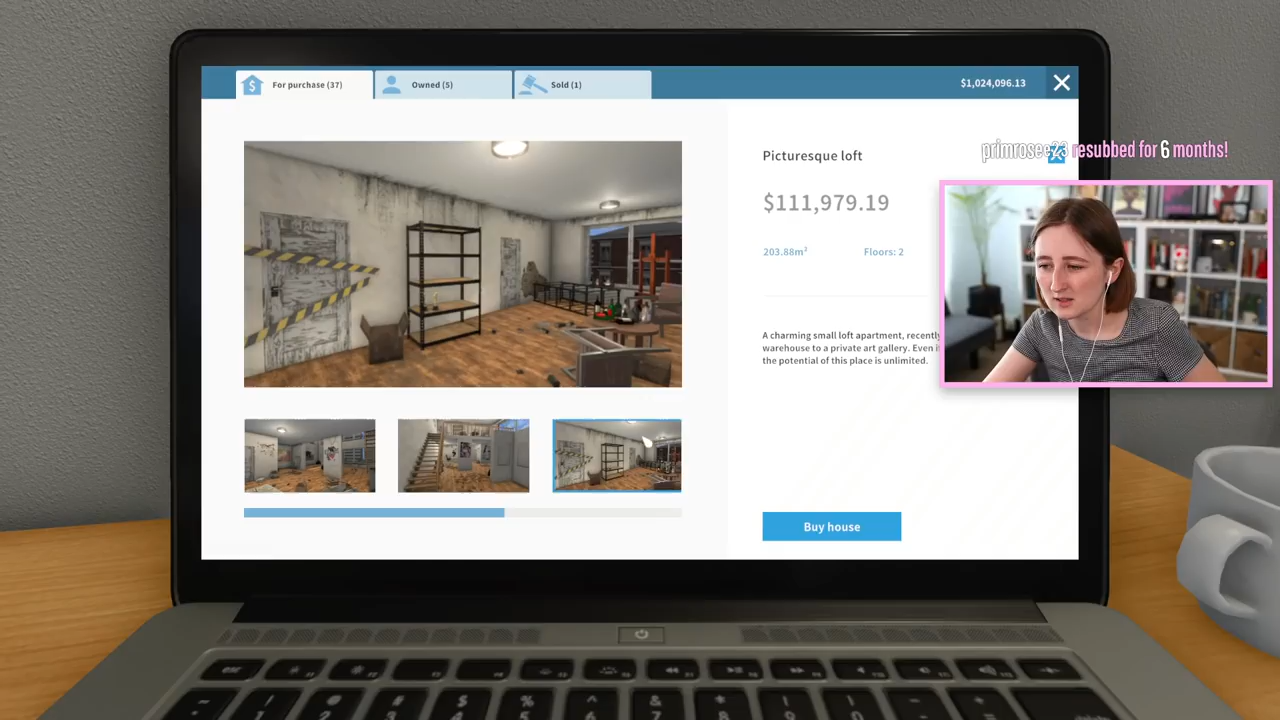 For purchase (37)
Owned (5)
Sold (1)
$1,024,096.13
primrosee23 resubbed for 6 months!
Picturesque loft
$111,979.19
203.88m²
Floors: 2
A charming small loft apartment, recently
warehouse to a private art gallery. Even
the potential of this place is unlimited.
Buy house